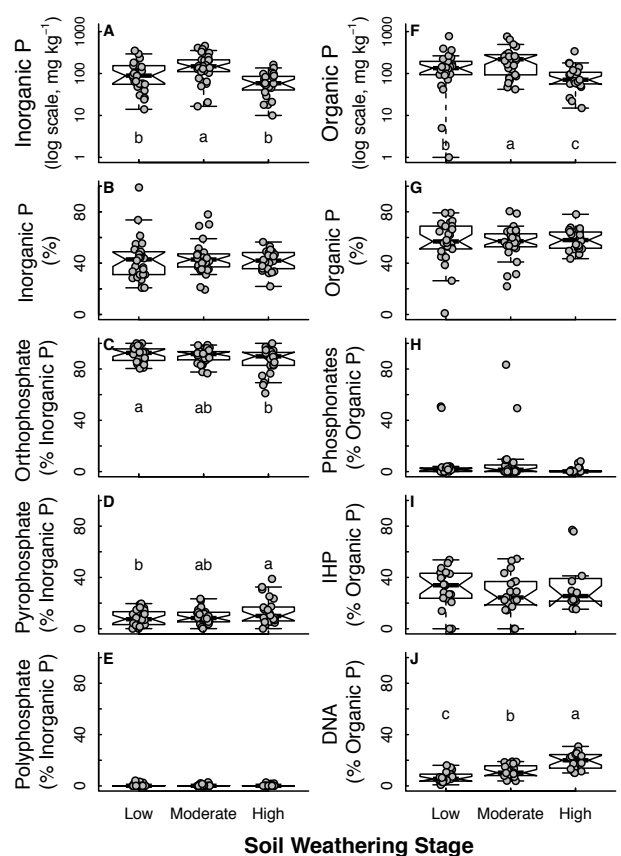 A
Inorganic P
(log scale, mg kg⁻¹)
1000
100
10
1
b
a
b
B
Inorganic P
(%)
80
40
0
C
Orthophosphate
(% Inorganic P)
80
40
0
a
ab
b
D
Pyrophosphate
(% Inorganic P)
80
40
0
b
ab
a
E
Polyphosphate
(% Inorganic P)
80
40
0
Low Moderate High
F
Organic P
(log scale, mg kg⁻¹)
1000
100
10
1
b
a
c
G
Organic P
(%)
80
40
0
H
Phosphonates
(% Organic P)
80
40
0
I
IHP
(% Organic P)
80
40
0
J
DNA
(% Organic P)
80
40
0
c
b
a
Low Moderate High
Soil Weathering Stage